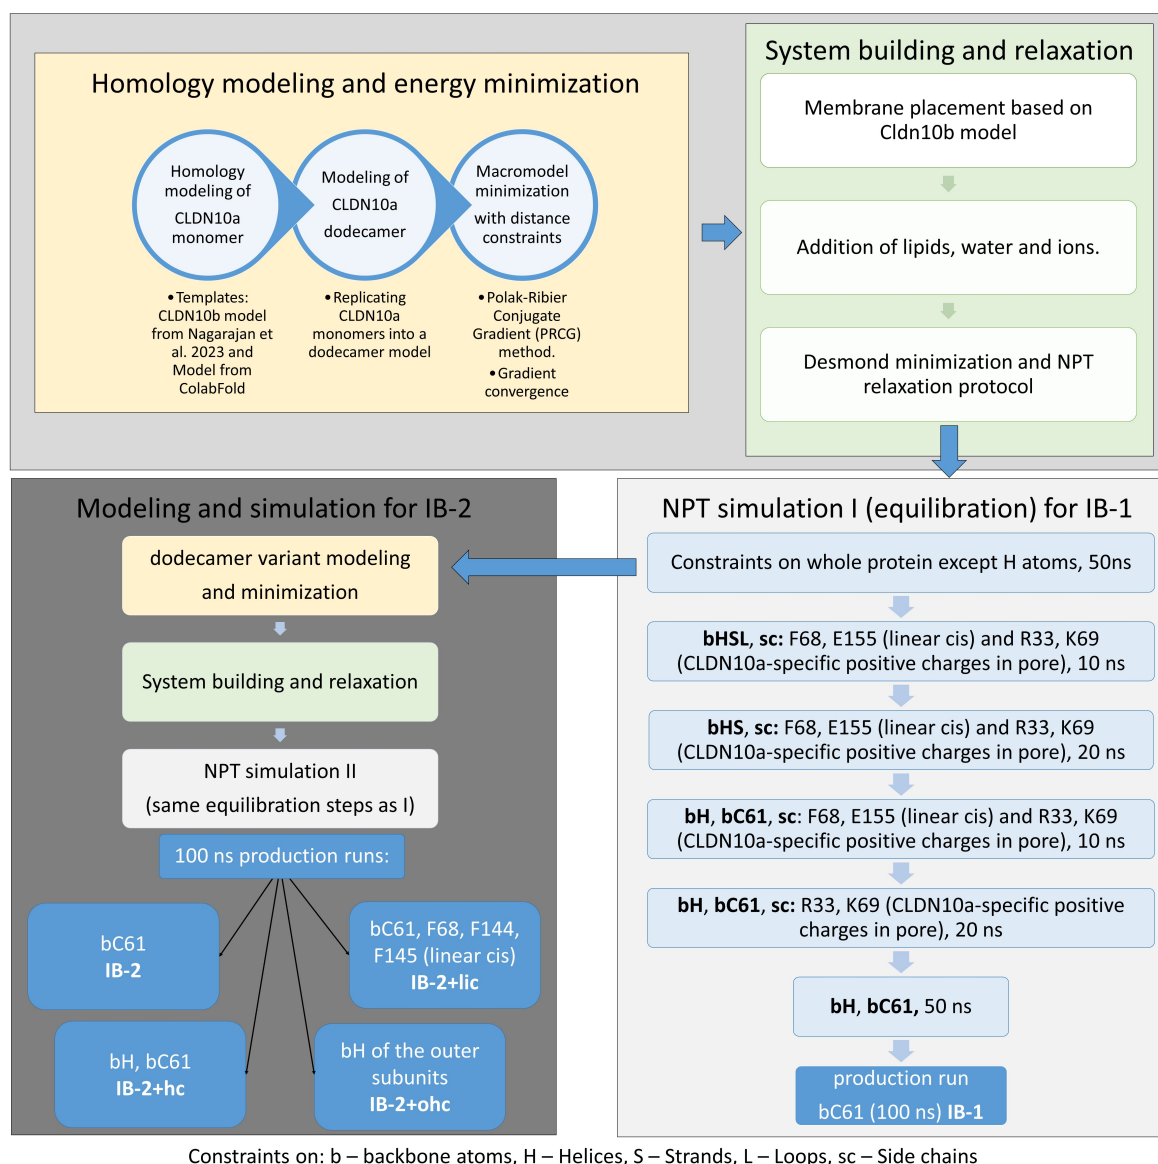 Homology modeling and energy minimization
Homology
modeling of
CLDN10a
monomer
Modeling of
CLDN10a
dodecamer
Macromodel
minimization
with distance
constraints
•Templates:
CLDN10b model
from Nagarajan et
al. 2023 and
Model from
ColabFold
•Replicating
CLDN10a
monomers into a
dodecamer model
•Polak-Ribier
Conjugate
Gradient (PRCG)
method.
•Gradient
convergence
System building and relaxation
Membrane placement based on
Cldn10b model
Addition of lipids, water and ions.
Desmond minimization and NPT
relaxation protocol
NPT simulation I (equilibration) for IB-1
Constraints on whole protein except H atoms, 50ns
bHSL, sc: F68, E155 (linear cis) and R33, K69
(CLDN10a-specific positive charges in pore), 10 ns
bHS, sc: F68, E155 (linear cis) and R33, K69
(CLDN10a-specific positive charges in pore), 20 ns
bH, bC61, sc: F68, E155 (linear cis) and R33, K69
(CLDN10a-specific positive charges in pore), 10 ns
bH, bC61, sc: R33, K69 (CLDN10a-specific positive
charges in pore), 20 ns
bH, bC61, 50 ns
production run
bC61 (100 ns) IB-1
Modeling and simulation for IB-2
dodecamer variant modeling
and minimization
System building and relaxation
NPT simulation II
(same equilibration steps as I)
100 ns production runs:
bC61
IB-2
bC61, F68, F144,
F145 (linear cis)
IB-2+lic
bH, bC61
IB-2+hc
bH of the outer
subunits
IB-2+ohc
Constraints on: b – backbone atoms, H – Helices, S – Strands, L – Loops, sc – Side chains